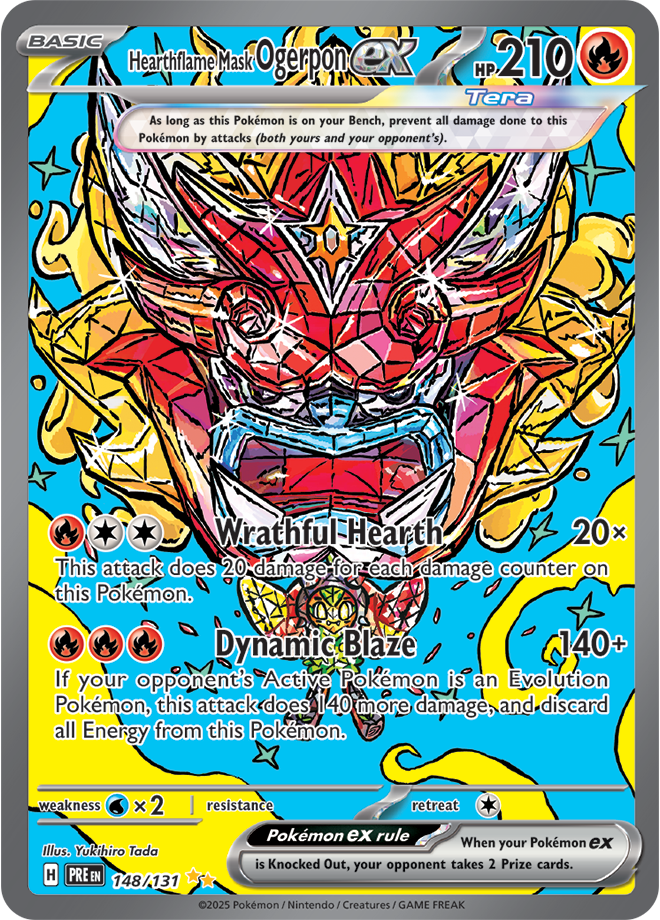 BASIC Hearthflame Mask Ogerpon ex HP 210
Tera
As long as this Pokémon is on your Bench, prevent all damage done to this
Pokémon by attacks (both yours and your opponent's).
Wrathful Hearth 20×
This attack does 20 damage for each damage counter on
this Pokémon.
Dynamic Blaze 140+
If your opponent's Active Pokémon is an Evolution
Pokémon, this attack does 140 more damage, and discard
all Energy from this Pokémon.
weakness ×2 resistance retreat
Illus. Yukihiro Tada
Pokémon ex rule When your Pokémon ex
is Knocked Out, your opponent takes 2 Prize cards.
H PRE EN 148/131
©2025 Pokémon / Nintendo / Creatures / GAME FREAK